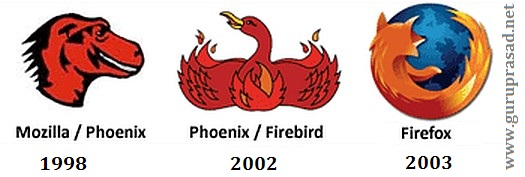 Mozilla / Phoenix
1998
Phoenix / Firebird
2002
Firefox
2003
www.guruprasad.net